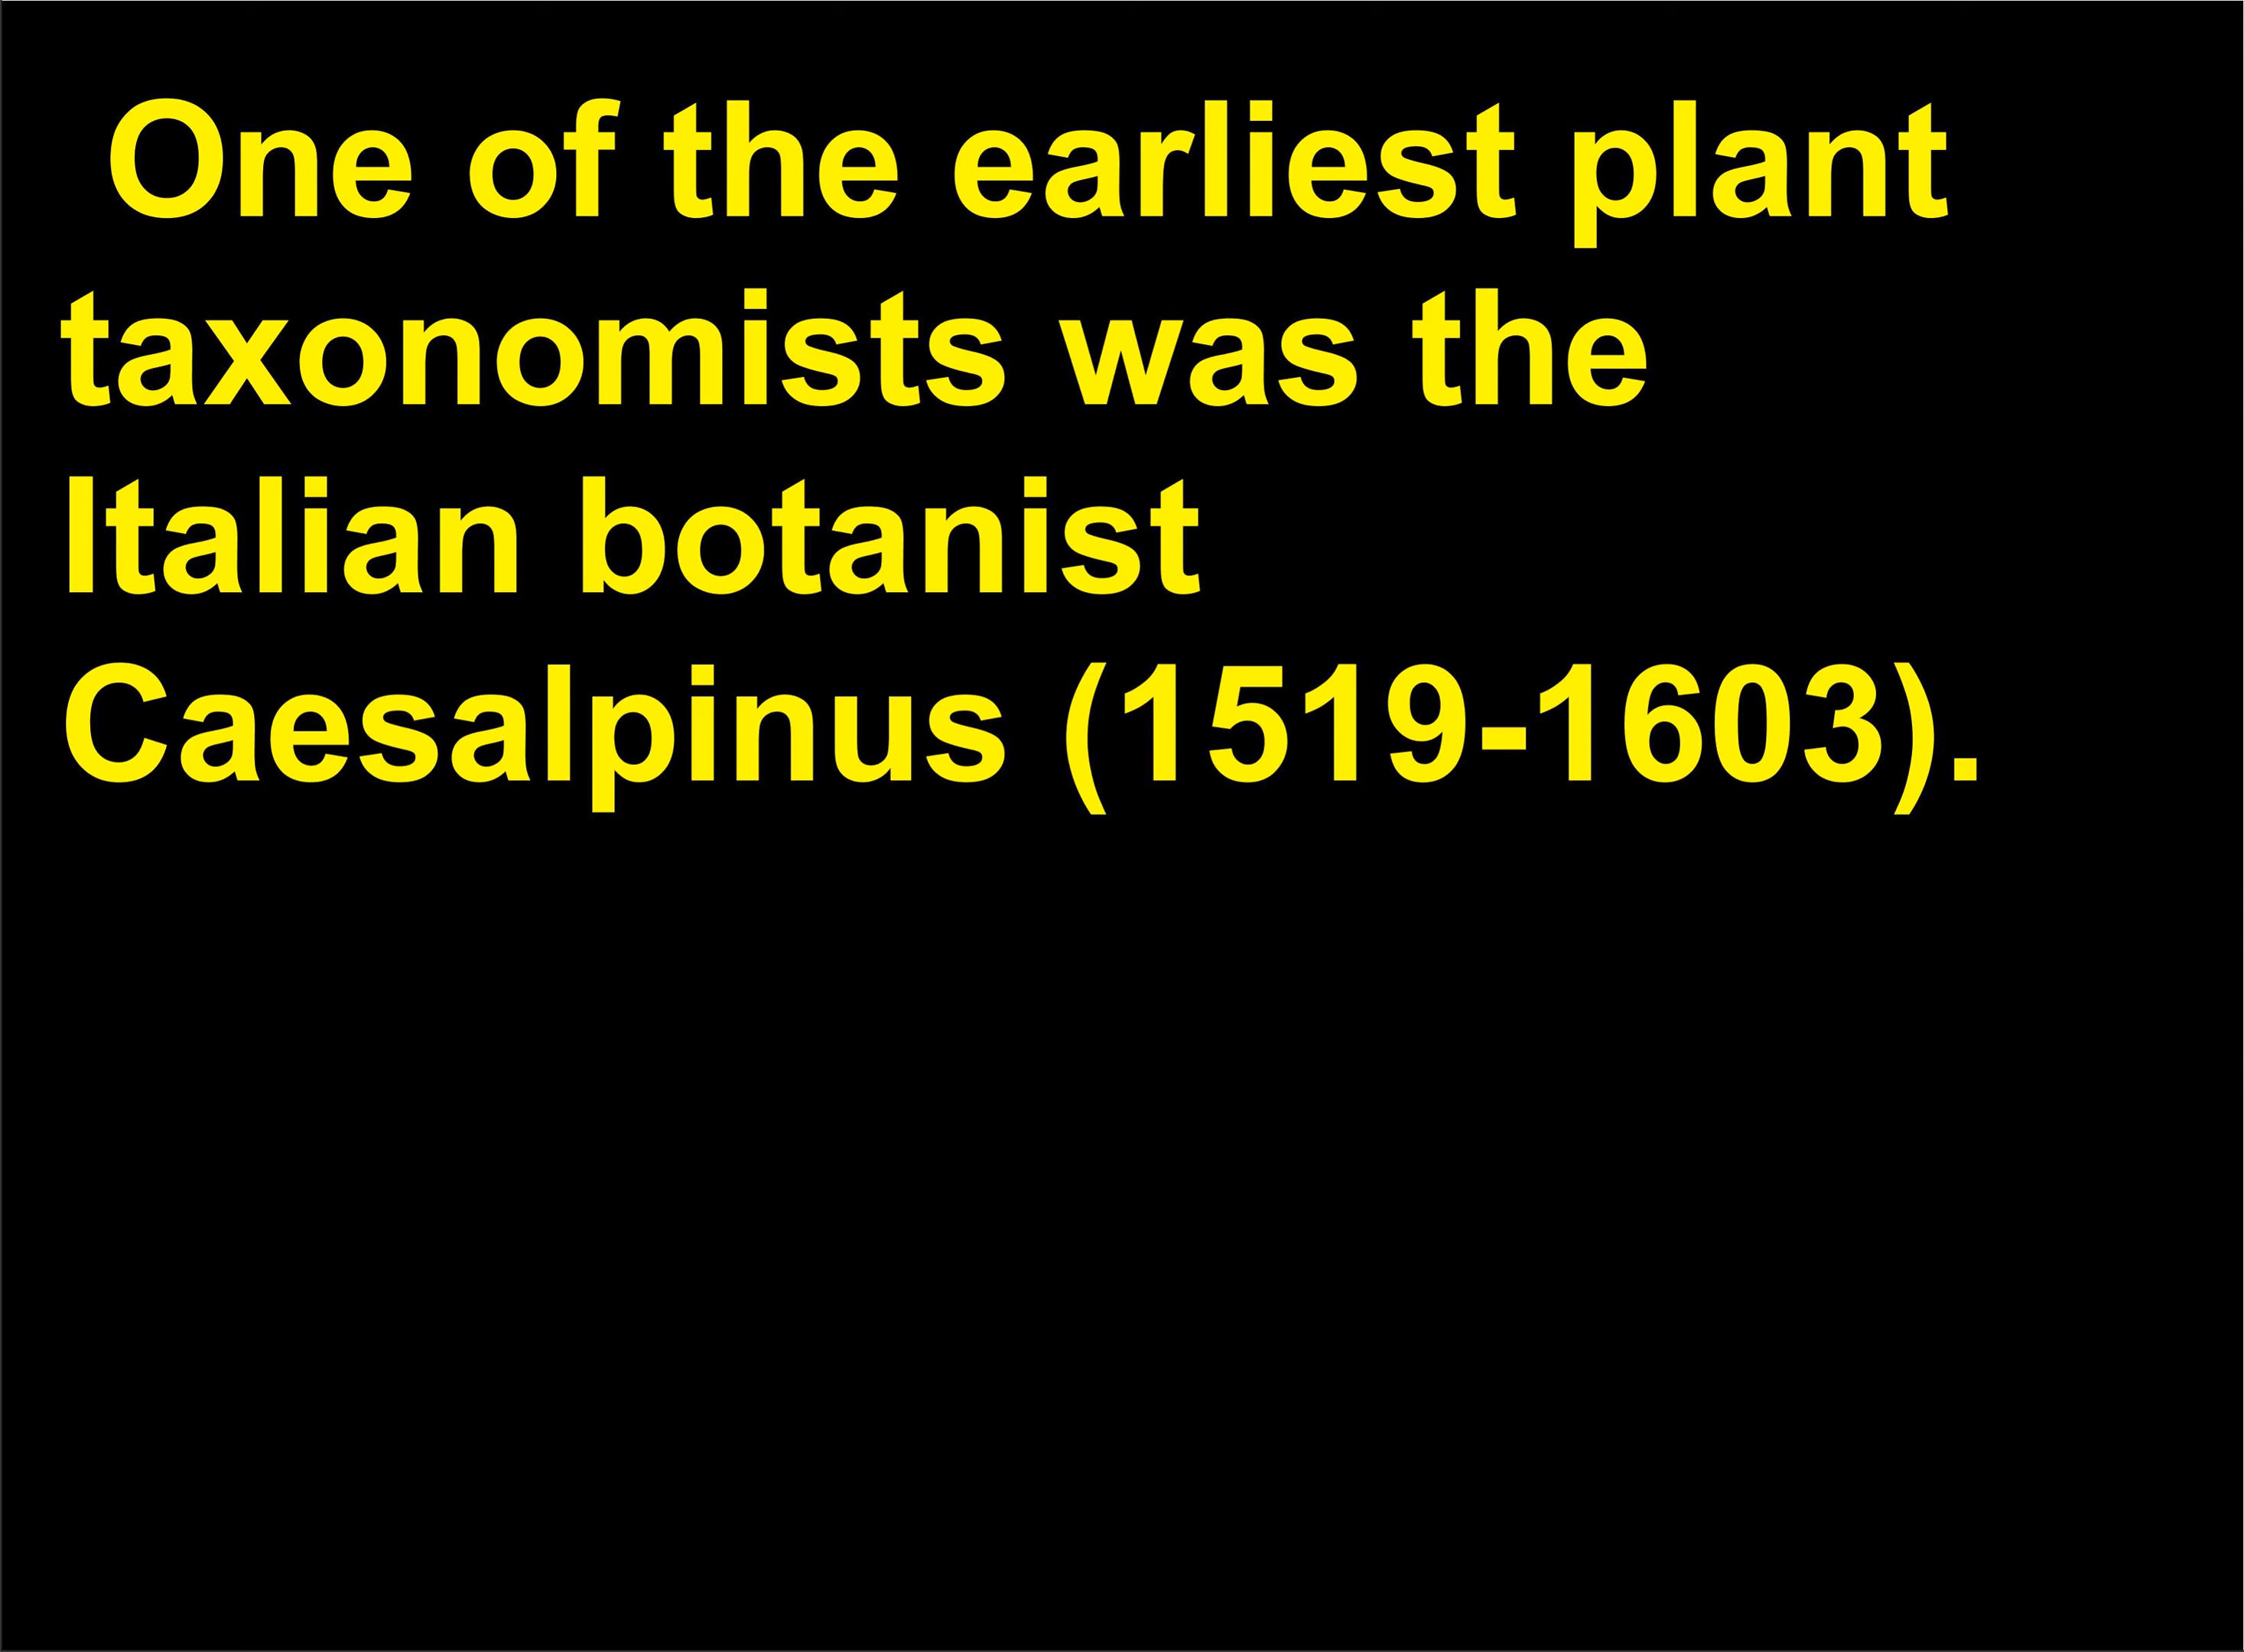 One of the earliest plant
taxonomists was the
Italian botanist
Caesalpinus (1519-1603).